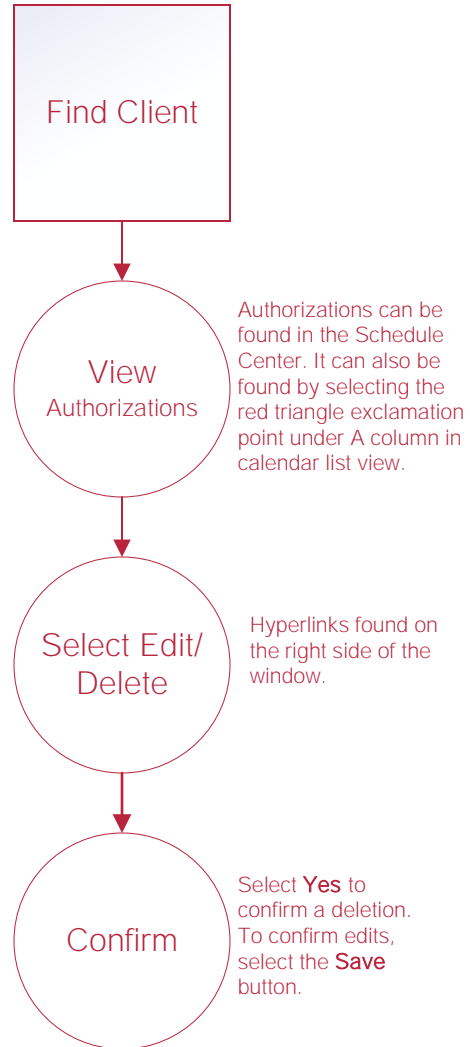 Find Client
View
Authorizations
Authorizations can be
found in the Schedule
Center. It can also be
found by selecting the
red triangle exclamation
point under A column in
calendar list view.
Select Edit/
Delete
Hyperlinks found on
the right side of the
window.
Confirm
Select Yes to
confirm a deletion.
To confirm edits,
select the Save
button.